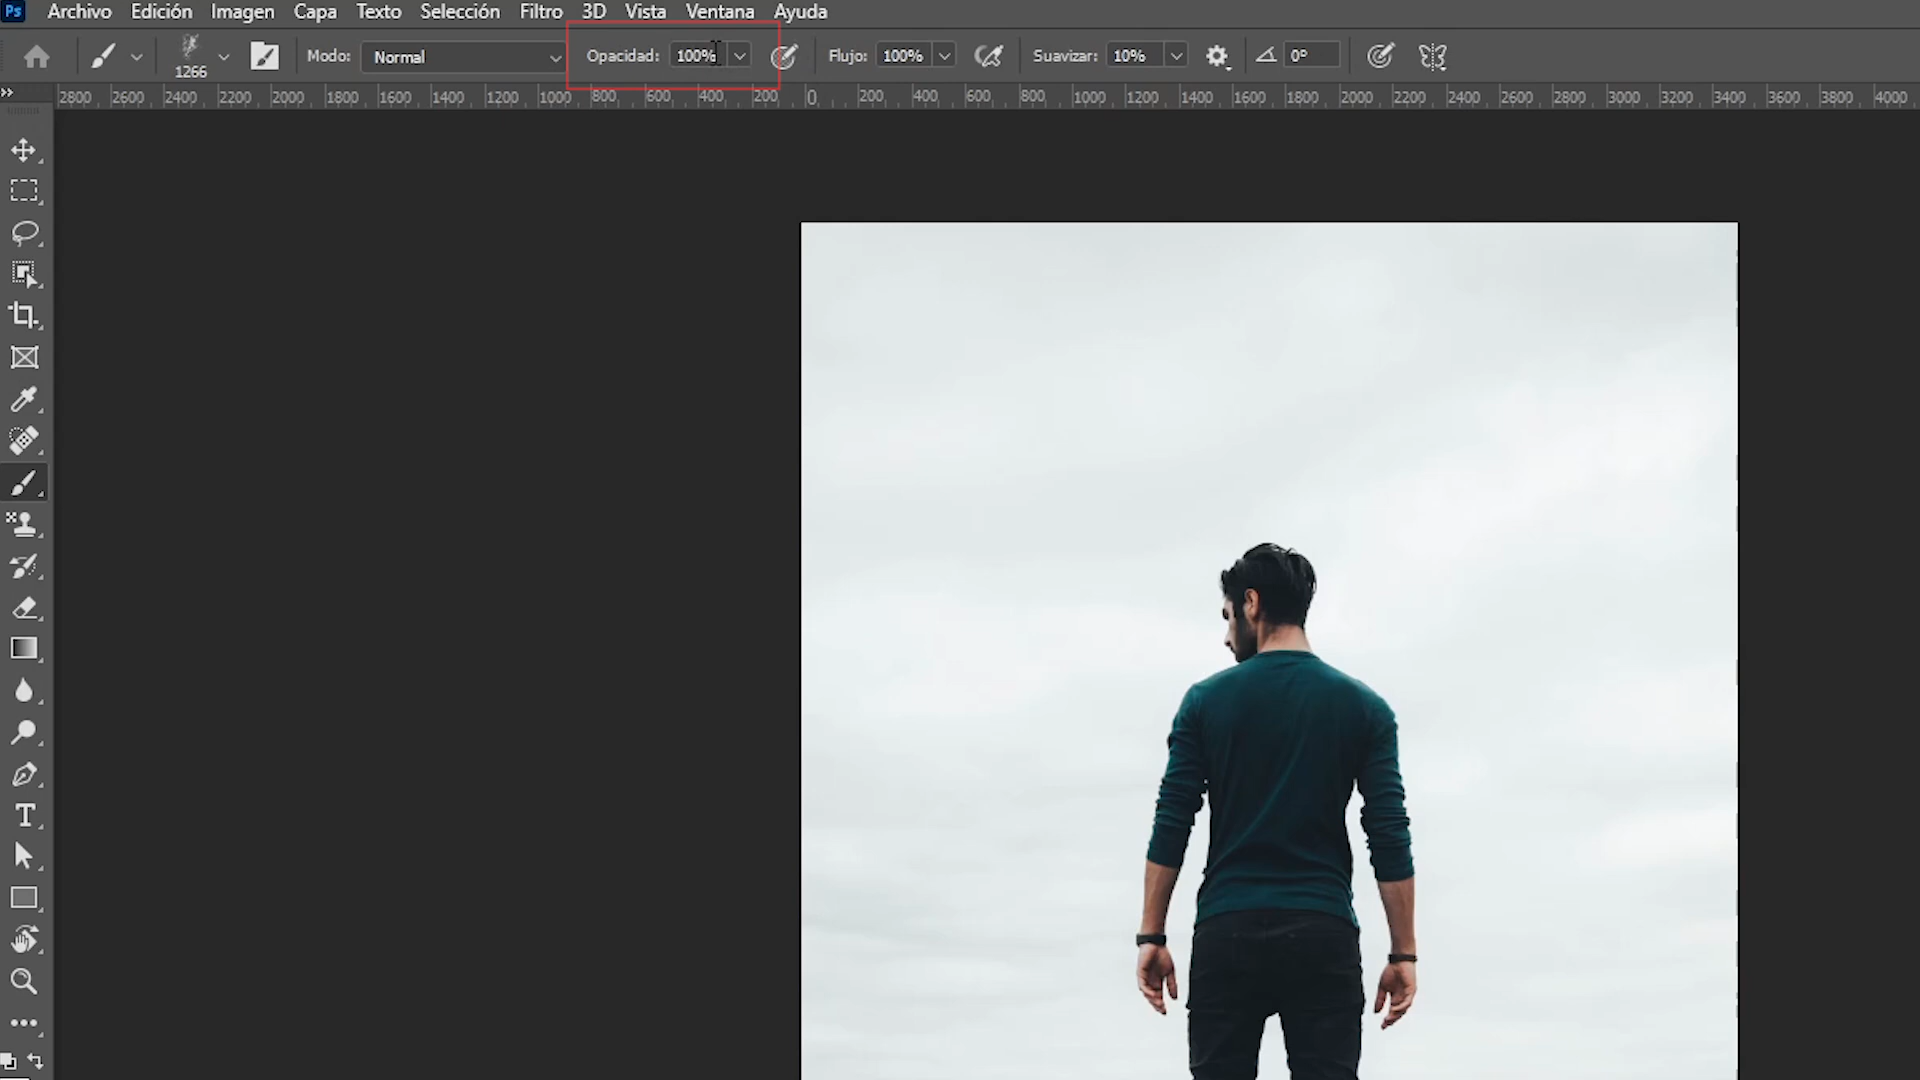 Ps Archivo Edición Imagen Capa Texto Selección Filtro 3D Vista Ventana Ayuda
1266 Modo: Normal Opacidad: 100% Flujo: 100% Suavizar: 10% 0°
2800 2600 2400 2200 2000 1800 1600 1400 1200 1000 800 600 400 200 0 200 400 600 800 1000 1200 1400 1600 1800 2000 2200 2400 2600 2800 3000 3200 3400 3600 3800 4000